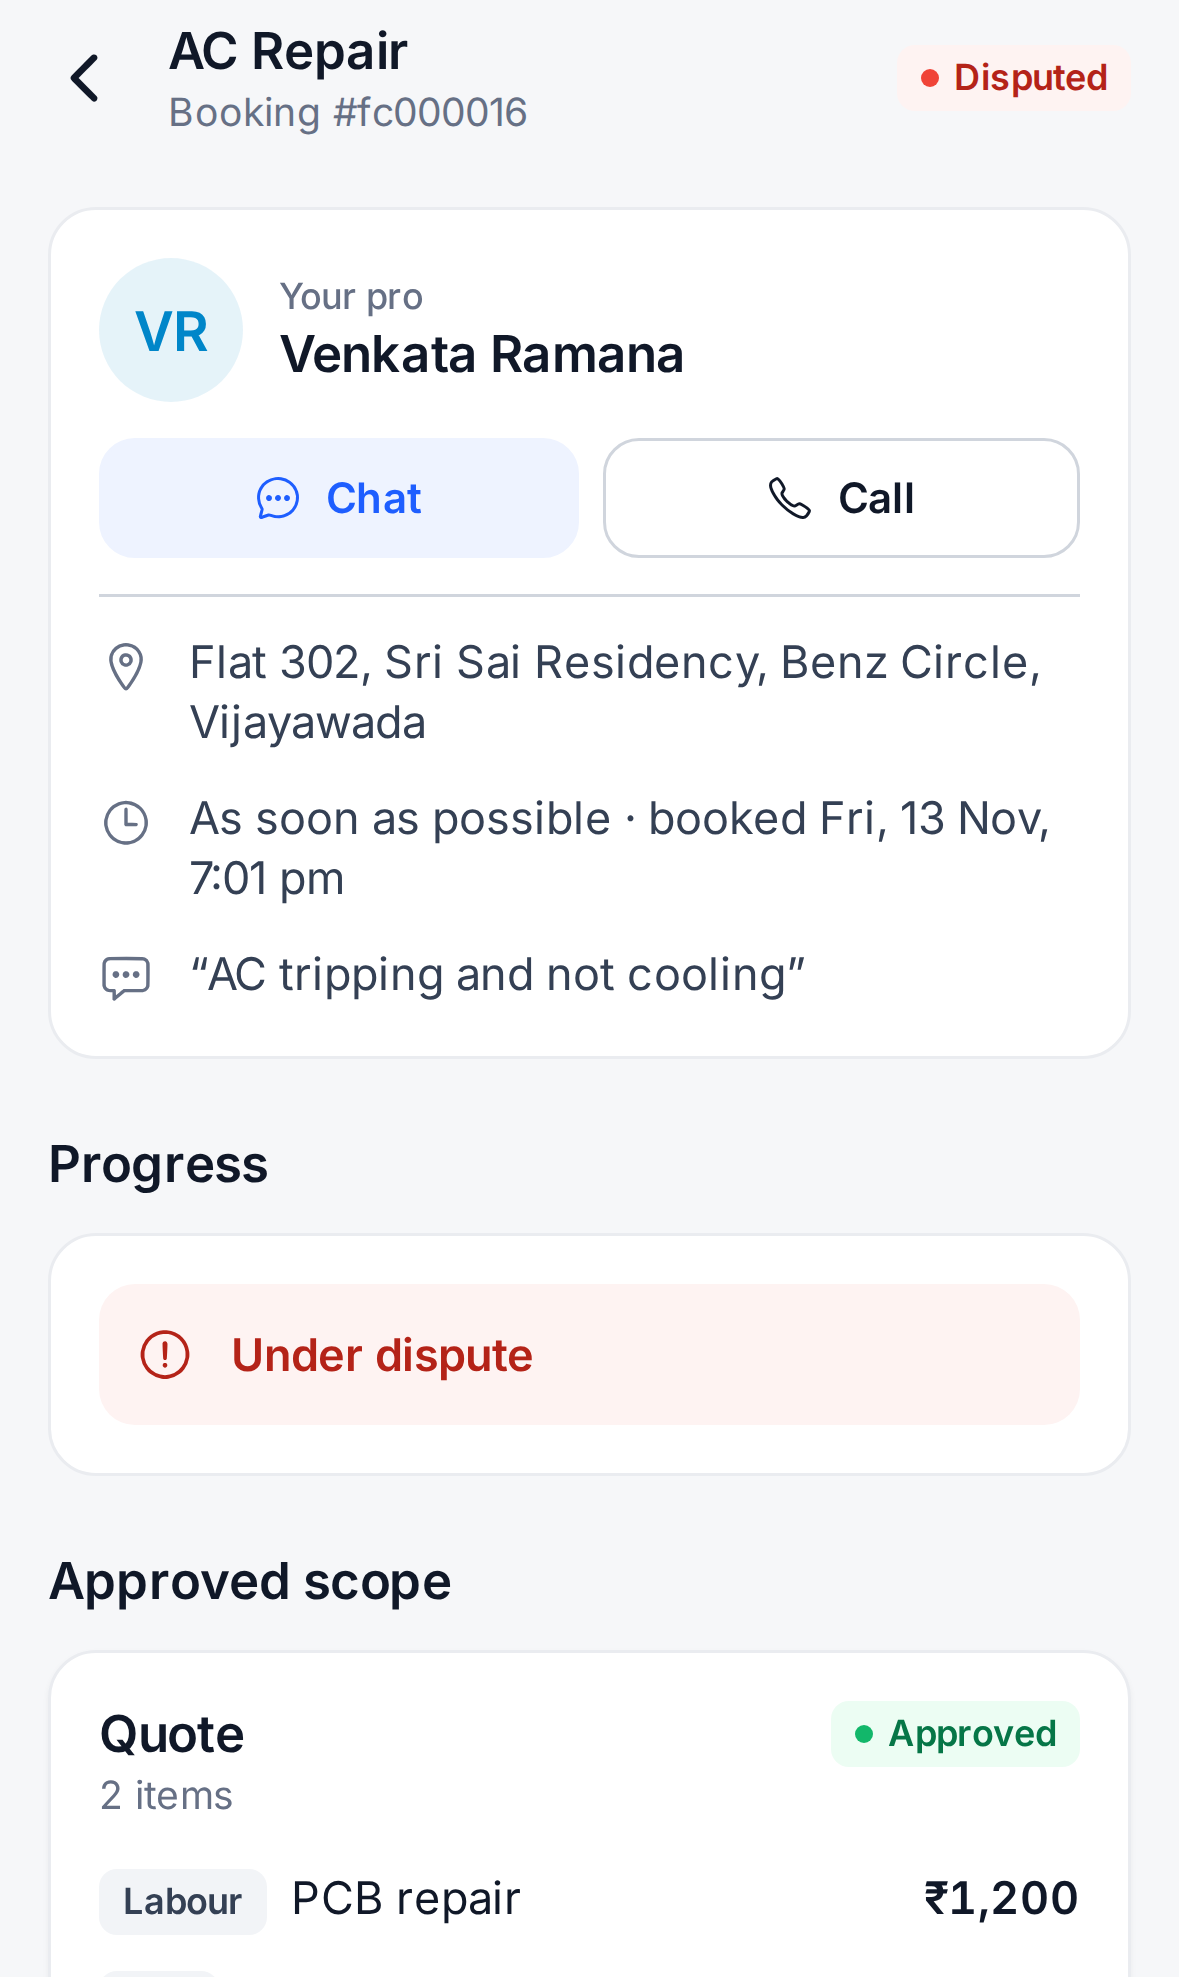 AC Repair
Booking #fc000016
Disputed
VR
Your pro
Venkata Ramana
Chat
Call
Flat 302, Sri Sai Residency, Benz Circle,
Vijayawada
As soon as possible · booked Fri, 13 Nov,
7:01 pm
“AC tripping and not cooling”
Progress
Under dispute
Approved scope
Quote
Approved
2 items
Labour PCB repair ₹1,200